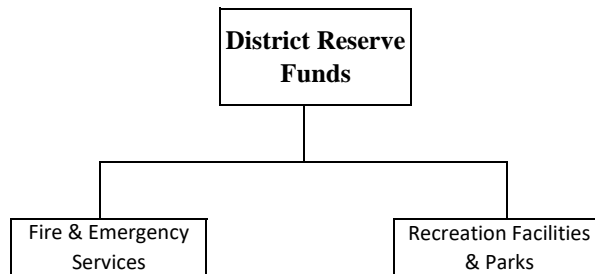 District Reserve
Funds
Fire & Emergency
Services
Recreation Facilities
& Parks